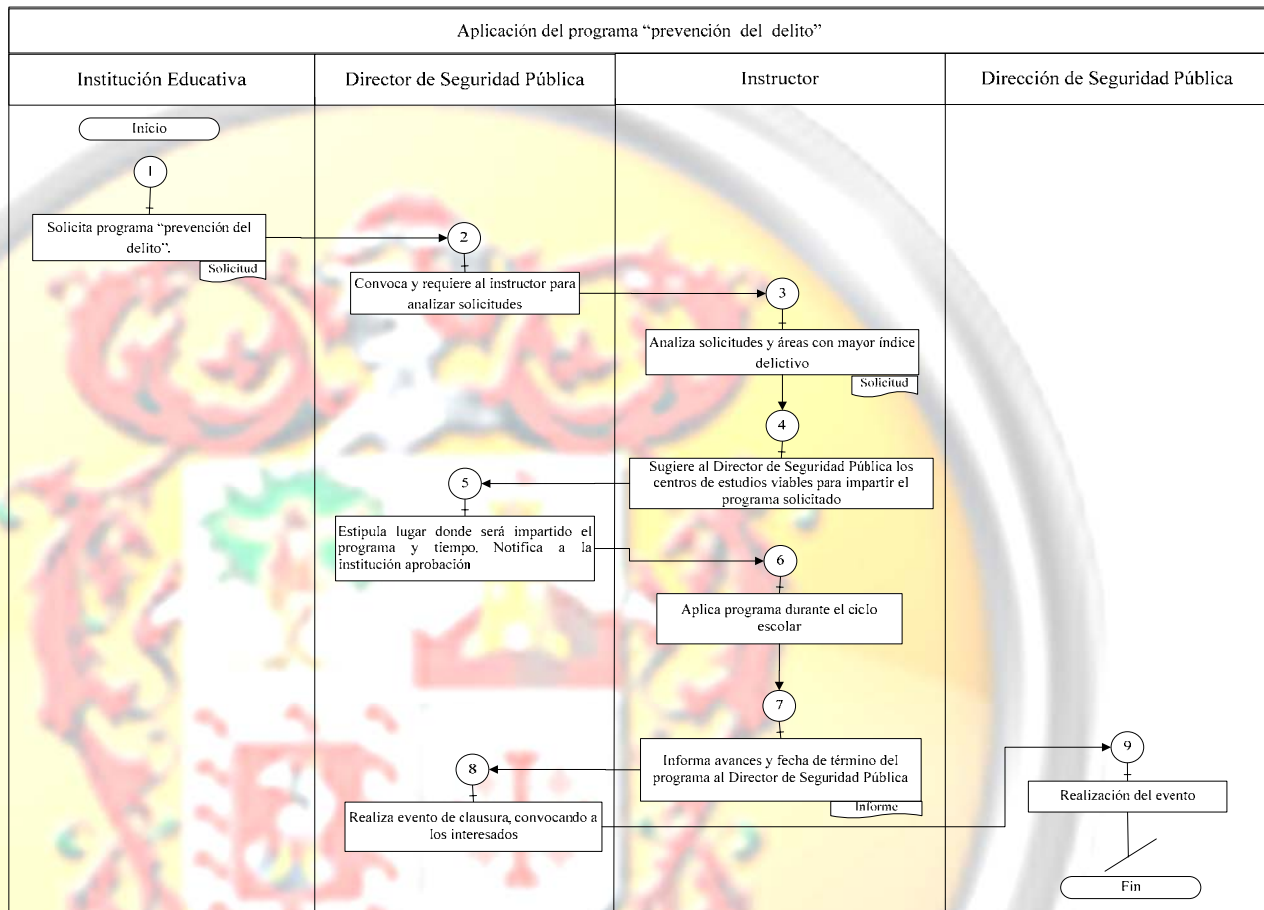 Aplicación del programa “prevención del delito”
Institución Educativa
Director de Seguridad Pública
Instructor
Dirección de Seguridad Pública
Inicio
1
Solicita programa “prevención del
delito”.
Solicitud
2
Convoca y requiere al instructor para
analizar solicitudes
3
Analiza solicitudes y áreas con mayor índice
delictivo
Solicitud
4
Sugiere al Director de Seguridad Pública los
centros de estudios viables para impartir el
programa solicitado
5
Estipula lugar donde será impartido el
programa y tiempo. Notifica a la
institución aprobación
6
Aplica programa durante el ciclo
escolar
7
Informa avances y fecha de término del
programa al Director de Seguridad Pública
Informe
8
Realiza evento de clausura, convocando a
los interesados
9
Realización del evento
Fin